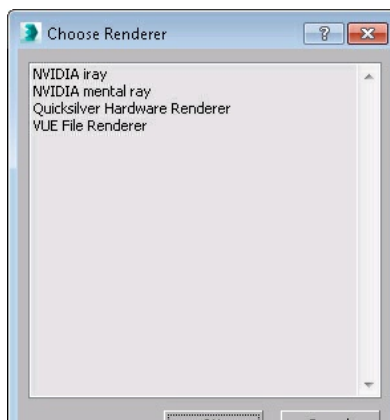 Choose Renderer
NVIDIA iray
NVIDIA mental ray
Quicksilver Hardware Renderer
VUE File Renderer